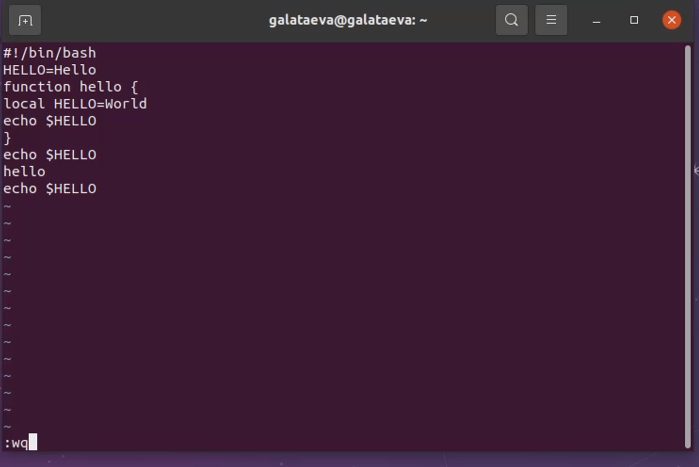 galataeva@galataeva: ~
#!/bin/bash
HELLO=Hello
function hello {
local HELLO=World
echo $HELLO
}
echo $HELLO
hello
echo $HELLO
~
~
~
~
~
~
~
~
~
~
~
~
~
~
:wq